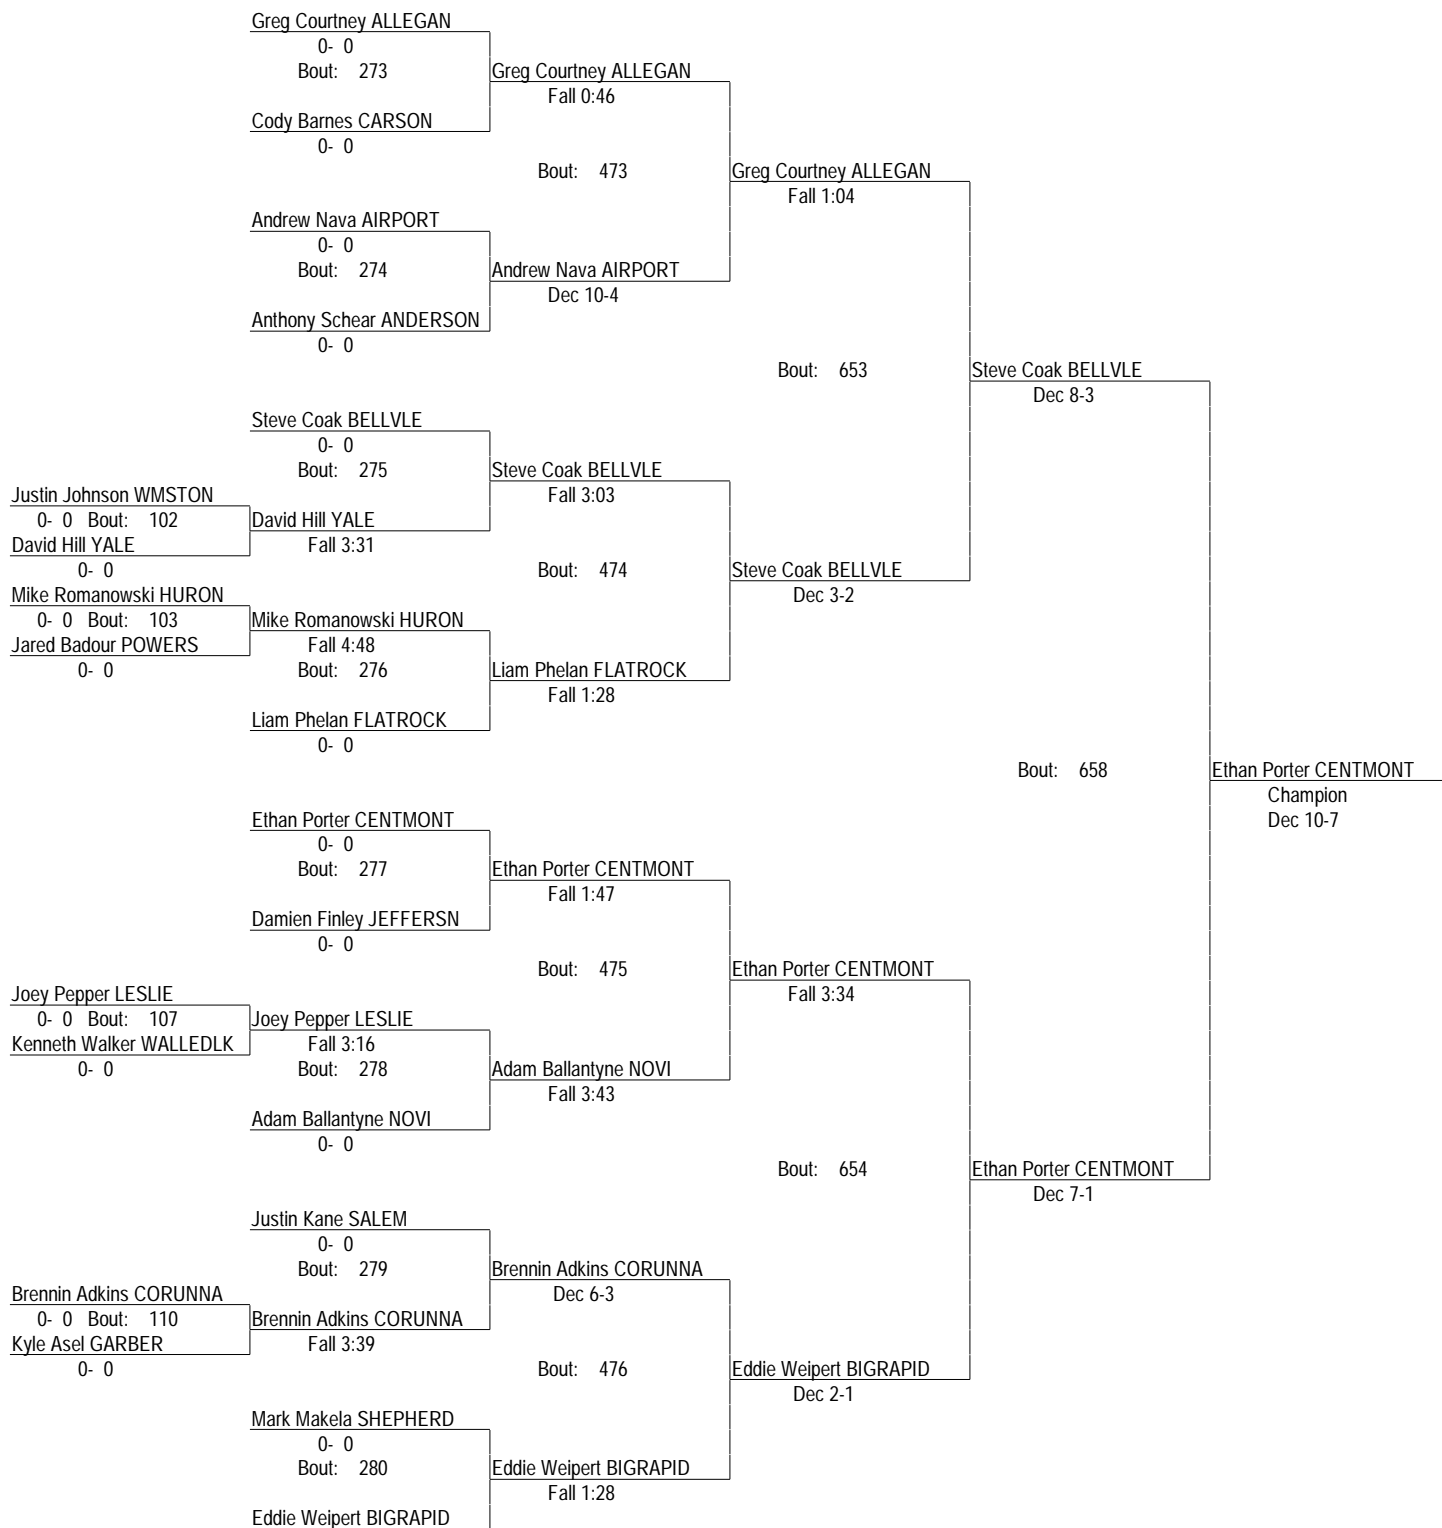 Greg Courtney ALLEGAN
0- 0
Bout: 273
Greg Courtney ALLEGAN
Fall 0:46
Cody Barnes CARSON
0- 0
Bout: 473
Greg Courtney ALLEGAN
Fall 1:04
Andrew Nava AIRPORT
0- 0
Bout: 274
Andrew Nava AIRPORT
Dec 10-4
Anthony Schear ANDERSON
0- 0
Bout: 653
Steve Coak BELLVLE
Dec 8-3
Steve Coak BELLVLE
0- 0
Bout: 275
Steve Coak BELLVLE
Fall 3:03
Justin Johnson WMSTON
0- 0 Bout: 102
David Hill YALE
Fall 3:31
David Hill YALE
0- 0
Bout: 474
Steve Coak BELLVLE
Dec 3-2
Mike Romanowski HURON
0- 0 Bout: 103
Mike Romanowski HURON
Fall 4:48
Jared Badour POWERS
0- 0
Bout: 276
Liam Phelan FLATROCK
Fall 1:28
Liam Phelan FLATROCK
0- 0
Bout: 658
Ethan Porter CENTMONT
Champion
Dec 10-7
Ethan Porter CENTMONT
0- 0
Bout: 277
Ethan Porter CENTMONT
Fall 1:47
Damien Finley JEFFERSN
0- 0
Bout: 475
Ethan Porter CENTMONT
Fall 3:34
Joey Pepper LESLIE
0- 0 Bout: 107
Joey Pepper LESLIE
Fall 3:16
Kenneth Walker WALLEDLK
0- 0
Bout: 278
Adam Ballantyne NOVI
Fall 3:43
Adam Ballantyne NOVI
0- 0
Bout: 654
Ethan Porter CENTMONT
Dec 7-1
Justin Kane SALEM
0- 0
Bout: 279
Brennin Adkins CORUNNA
Dec 6-3
Brennin Adkins CORUNNA
0- 0 Bout: 110
Brennin Adkins CORUNNA
Fall 3:39
Kyle Asel GARBER
0- 0
Bout: 476
Eddie Weipert BIGRAPID
Dec 2-1
Mark Makela SHEPHERD
0- 0
Bout: 280
Eddie Weipert BIGRAPID
Fall 1:28
Eddie Weipert BIGRAPID